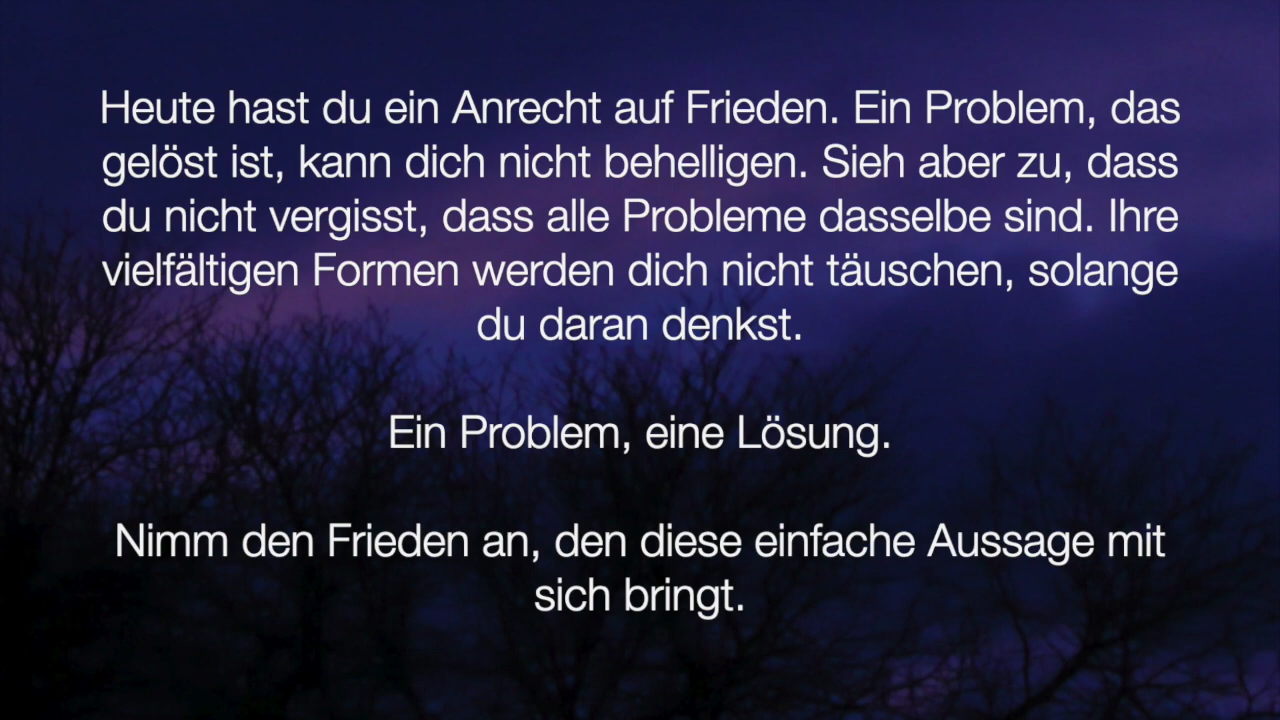 Heute hast du ein Anrecht auf Frieden. Ein Problem, das
gelöst ist, kann dich nicht behelligen. Sieh aber zu, dass
du nicht vergisst, dass alle Probleme dasselbe sind. Ihre
vielfältigen Formen werden dich nicht täuschen, solange
du daran denkst.
Ein Problem, eine Lösung.
Nimm den Frieden an, den diese einfache Aussage mit
sich bringt.